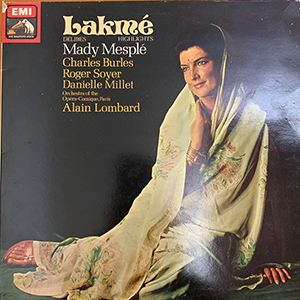 EMI
Lakmé
DELIBES HIGHLIGHTS
Mady Mesplé
Charles Burles
Roger Soyer
Danielle Millet
Orchestra of the
Opéra-Comique, Paris
Alain Lombard